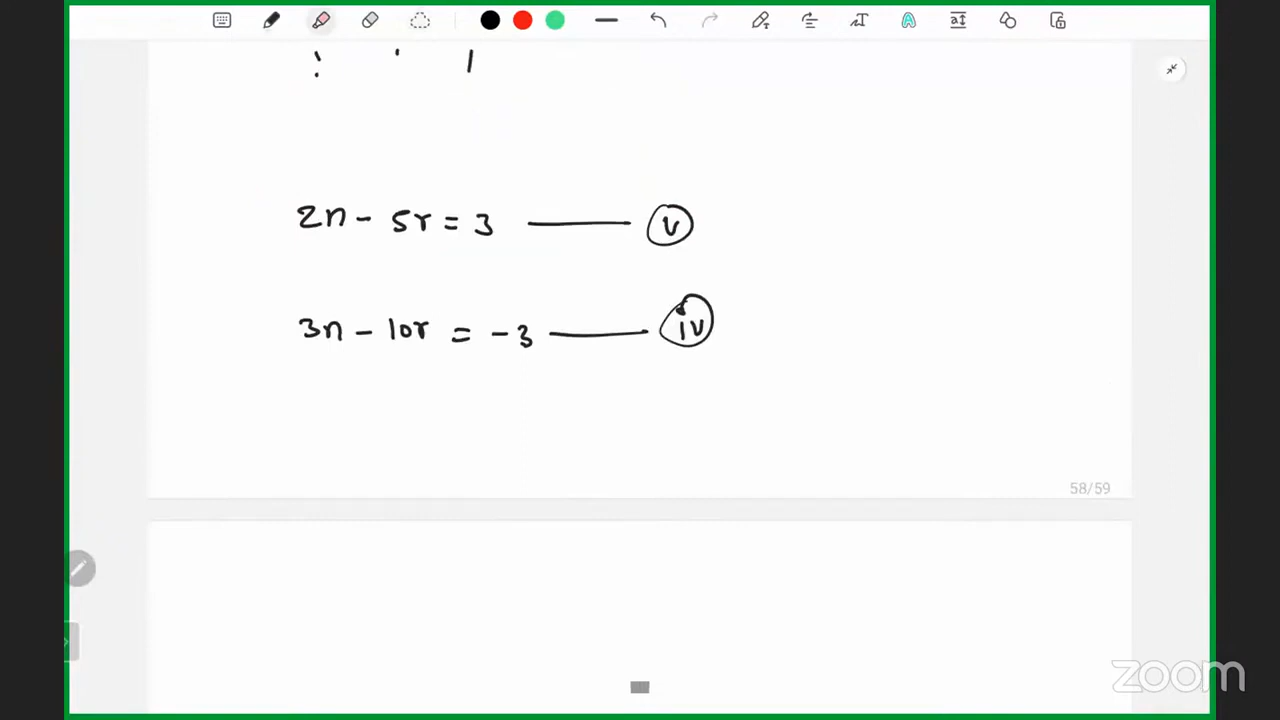 2n - 5r = 3 —— (v)
3n - 10r = -3 —— (iv)
58/59
zoom